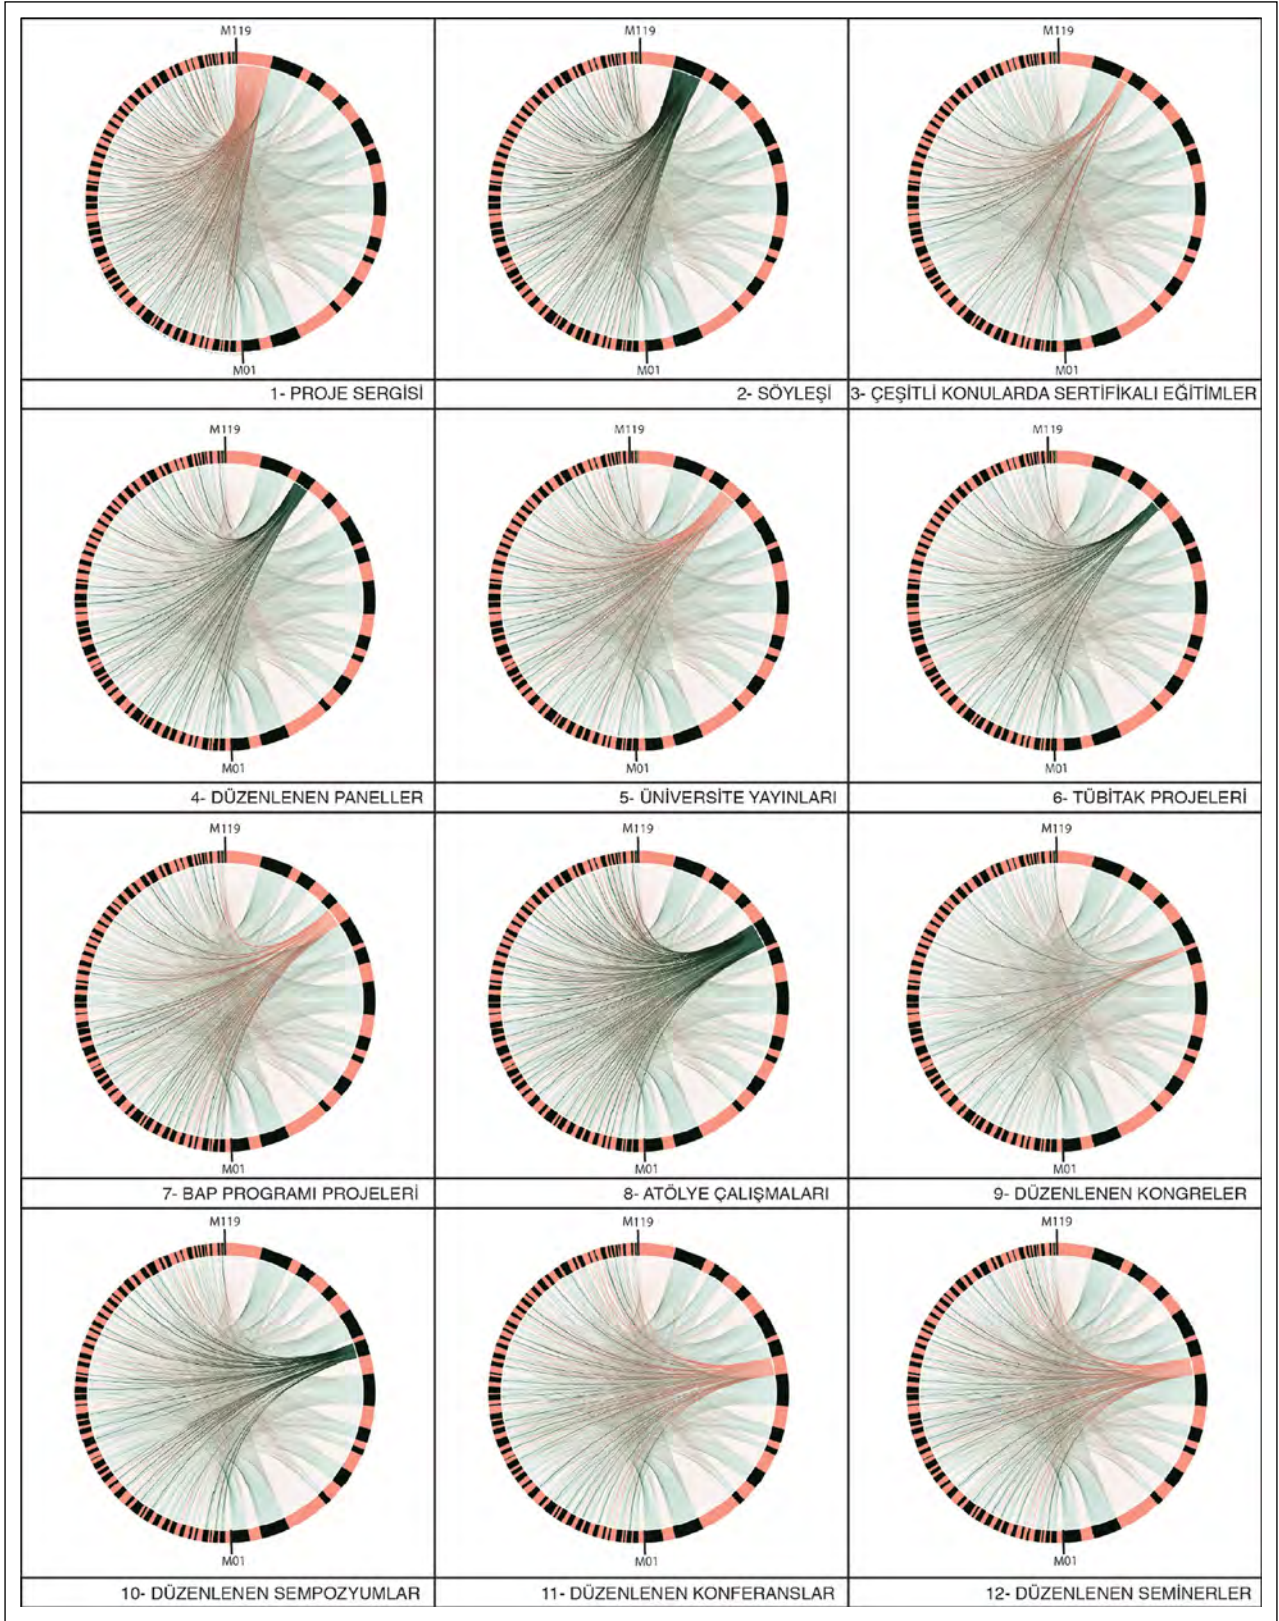 M119
M119
M119
M01
M01
M01
1- PROJE SERGİSİ
2- SÖYLEŞİ
3- ÇEŞİTLİ KONULARDA SERTİFİKALI EĞİTİMLER
M119
M119
M119
M01
M01
M01
4- DÜZENLENEN PANELLER
5- ÜNİVERSİTE YAYINLARI
6- TÜBİTAK PROJELERİ
M119
M119
M119
M01
M01
M01
7- BAP PROGRAMI PROJELERİ
8- ATÖLYE ÇALIŞMALARI
9- DÜZENLENEN KONGRELER
M119
M119
M119
M01
M01
M01
10- DÜZENLENEN SEMPOZYUMLAR
11- DÜZENLENEN KONFERANSLAR
12- DÜZENLENEN SEMİNERLER